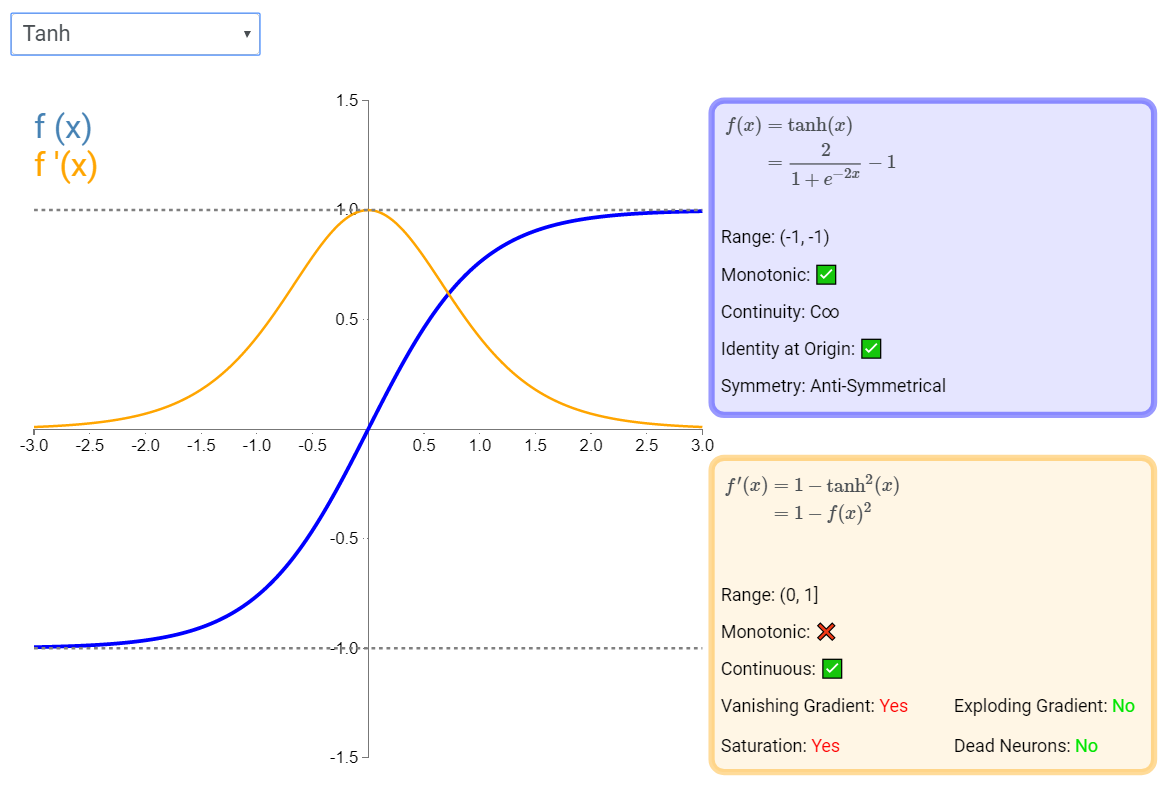 Tanh
f (x)
f '(x)
1.5
1.0
0.5
-3.0 -2.5 -2.0 -1.5 -1.0 -0.5 0.5 1.0 1.5 2.0 2.5 3.0
-0.5
-1.0
-1.5
f(x) = tanh(x)
= 2 / (1 + e^{-2x}) − 1
Range: (-1, -1)
Monotonic: ✅
Continuity: C∞
Identity at Origin: ✅
Symmetry: Anti-Symmetrical
f′(x) = 1 − tanh²(x)
= 1 − f(x)²
Range: (0, 1]
Monotonic: ❌
Continuous: ✅
Vanishing Gradient: Yes Exploding Gradient: No
Saturation: Yes Dead Neurons: No